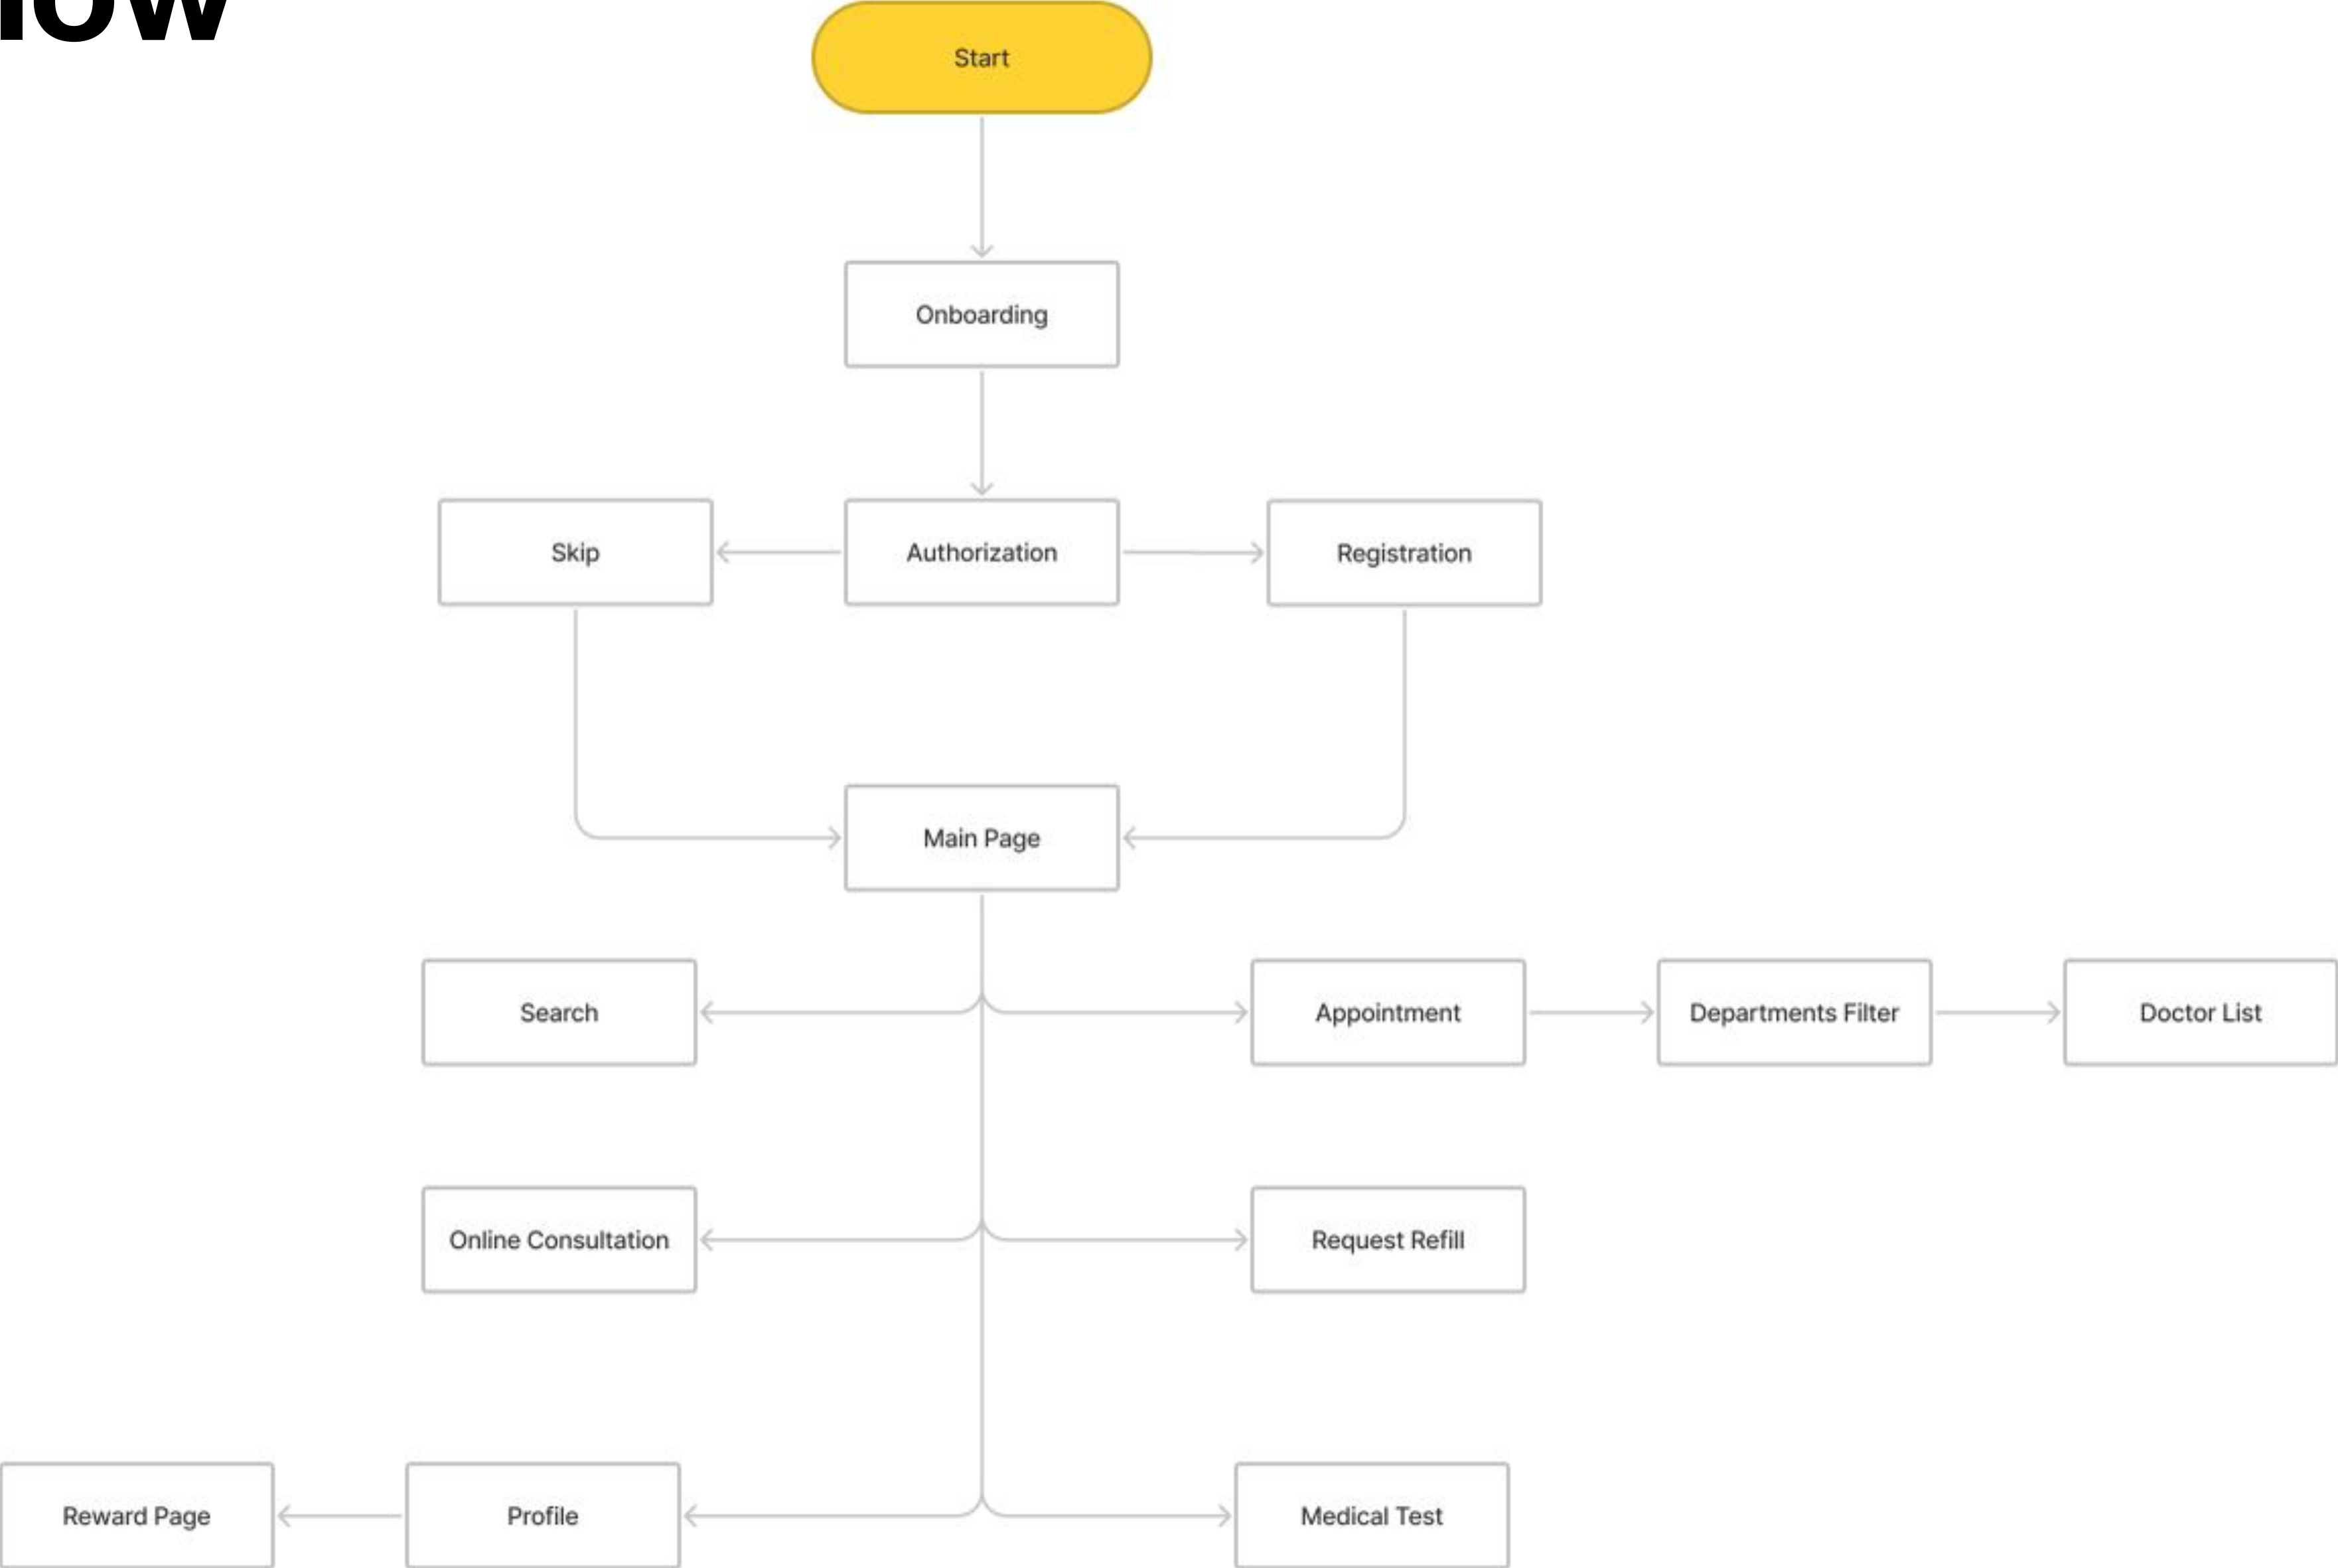 low
Start
Onboarding
Skip
Authorization
Registration
Main Page
Search
Appointment
Departments Filter
Doctor List
Online Consultation
Request Refill
Reward Page
Profile
Medical Test